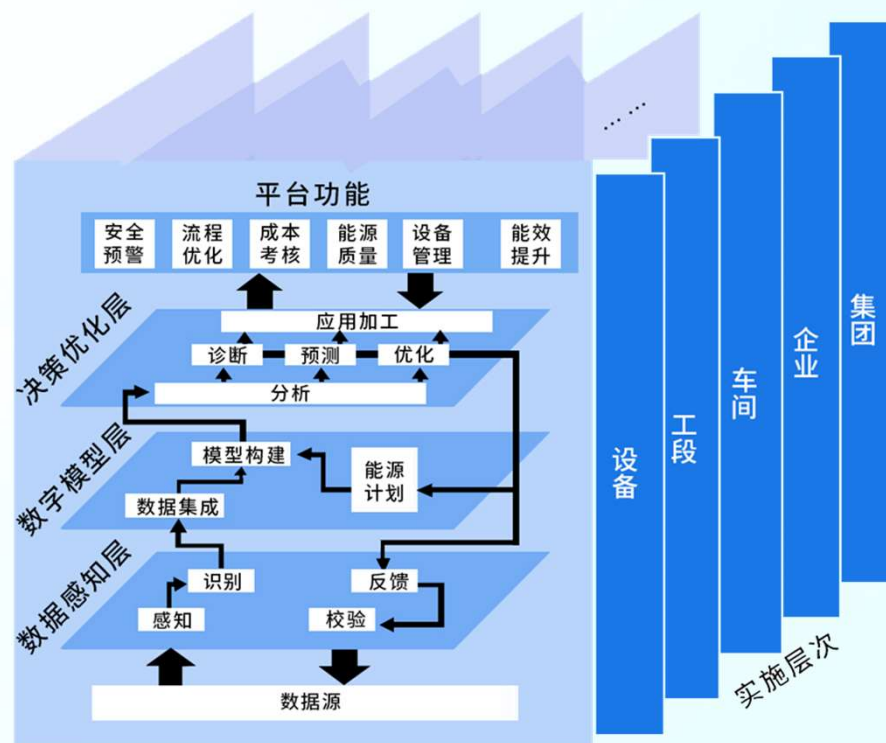 ... ...
平台功能
安全
预警
流程
优化
成本
考核
能源
质量
设备
管理
能效
提升
决策优化层
应用加工
诊断
预测
优化
分析
数字模型层
模型构建
能源
计划
数据集成
数据感知层
识别
反馈
感知
校验
数据源
设备
工段
车间
企业
集团
实施层次